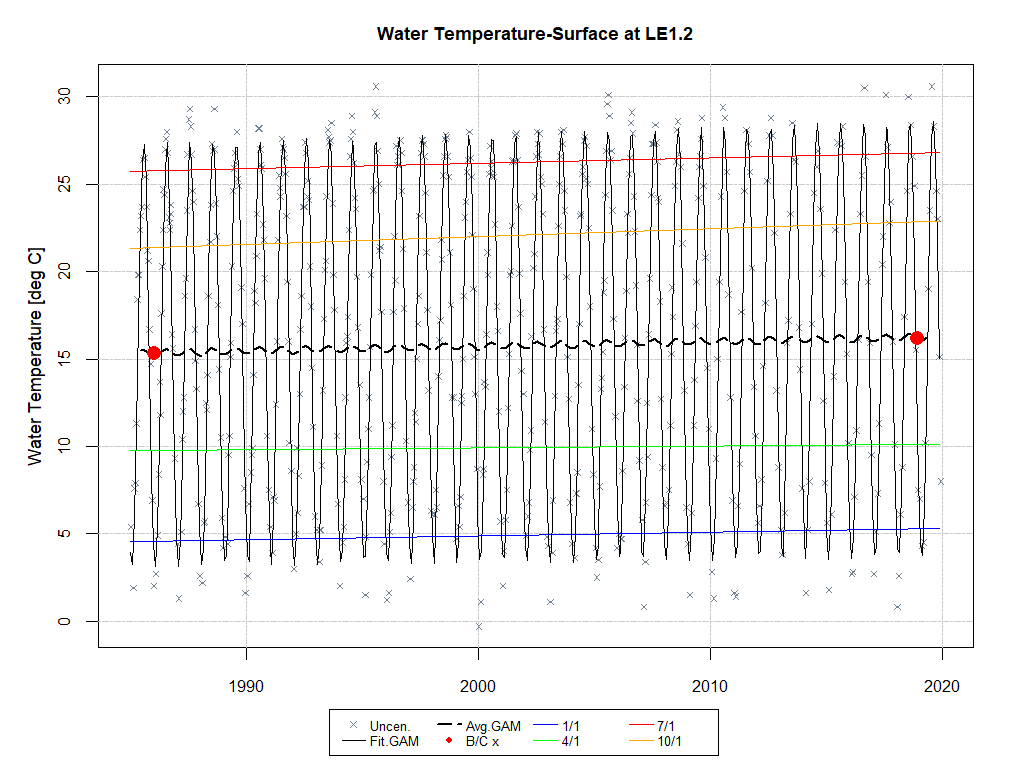 Water Temperature-Surface at LE1.2
Water Temperature [deg C]
30
25
20
15
10
5
0
1990 2000 2010 2020
Uncen. Avg.GAM 1/1 7/1
Fit.GAM B/C x 4/1 10/1